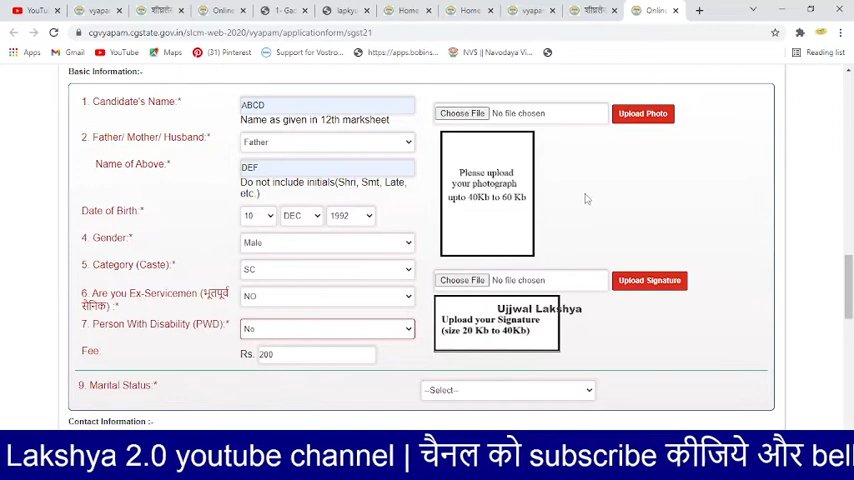 YouTu
vyapa
शीघ्रले
Online
1- Gad
lapkyu
Home
Home
vyapa
शीघ्रले
Online
cgvyapam.cgstate.gov.in/slcm-web-2020/vyapam/applicationform/sgst21
Apps
Gmail
YouTube
Maps
(31) Pinterest
Support for Vostro...
https://apps.bobins...
NVS || Navodaya Vi...
Reading list
Basic Information:-
1. Candidate's Name:*
ABCD
Name as given in 12th marksheet
Choose File No file chosen
Upload Photo
2. Father/ Mother/ Husband:*
Father
Name of Above:*
DEF
Do not include initials(Shri, Smt, Late,
etc.)
Please upload
your photograph
upto 40Kb to 60 Kb
Date of Birth:*
10
DEC
1992
4. Gender:*
Male
5. Category (Caste):*
SC
Choose File No file chosen
Upload Signature
6. Are you Ex-Servicemen (भूतपूर्व
सैनिक) :*
NO
Ujjwal Lakshya
Upload your Signature
(size 20 Kb to 40Kb)
7. Person With Disability (PWD):*
No
Fee:
Rs. 200
9. Marital Status:*
--Select--
Contact Information :-
Lakshya 2.0 youtube channel | चैनल को subscribe कीजिये और bell